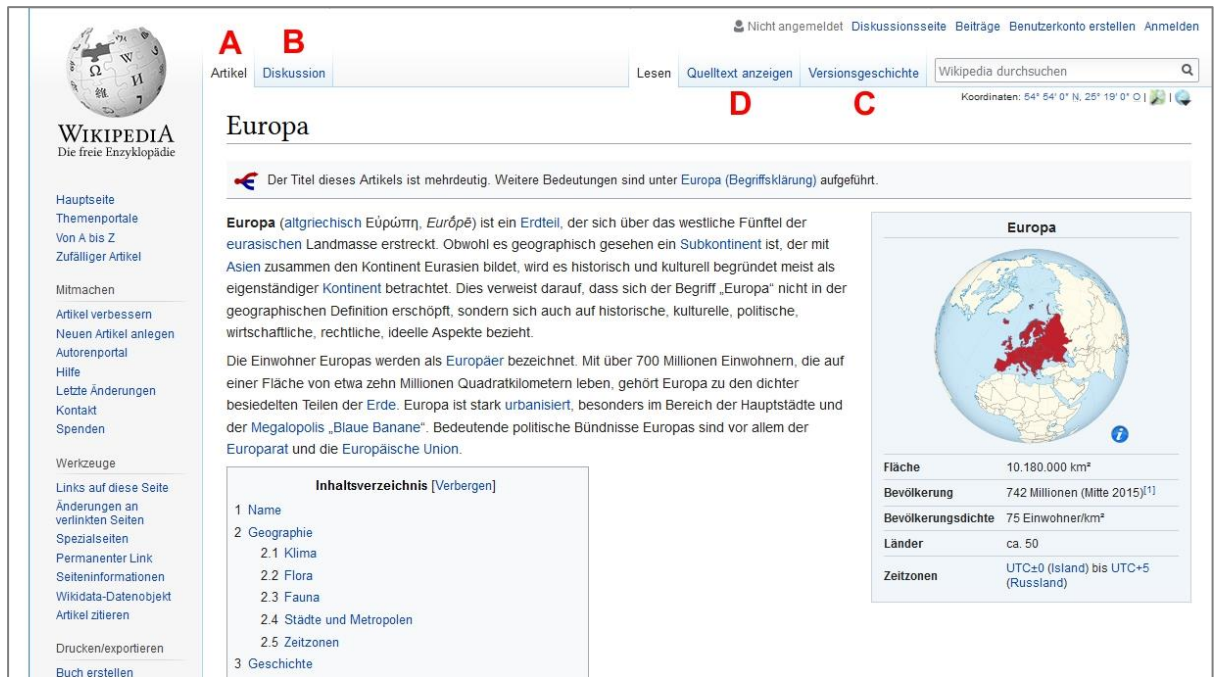 Nicht angemeldet Diskussionsseite Beiträge Benutzerkonto erstellen Anmelden
A B
Artikel Diskussion Lesen Quelltext anzeigen Versionsgeschichte Wikipedia durchsuchen
D C
Koordinaten: 54° 54′ 0″ N, 25° 19′ 0″ O | |
WIKIPEDIA
Die freie Enzyklopädie
Hauptseite
Themenportale
Von A bis Z
Zufälliger Artikel
Mitmachen
Artikel verbessern
Neuen Artikel anlegen
Autorenportal
Hilfe
Letzte Änderungen
Kontakt
Spenden
Werkzeuge
Links auf diese Seite
Änderungen an
verlinkten Seiten
Spezialseiten
Permanenter Link
Seiteninformationen
Wikidata-Datenobjekt
Artikel zitieren
Drucken/exportieren
Buch erstellen
Europa
Der Titel dieses Artikels ist mehrdeutig. Weitere Bedeutungen sind unter Europa (Begriffsklärung) aufgeführt.
Europa (altgriechisch Εὐρώπη, Eurṓpē) ist ein Erdteil, der sich über das westliche Fünftel der
eurasischen Landmasse erstreckt. Obwohl es geographisch gesehen ein Subkontinent ist, der mit
Asien zusammen den Kontinent Eurasien bildet, wird es historisch und kulturell begründet meist als
eigenständiger Kontinent betrachtet. Dies verweist darauf, dass sich der Begriff „Europa“ nicht in der
geographischen Definition erschöpft, sondern sich auch auf historische, kulturelle, politische,
wirtschaftliche, rechtliche, ideelle Aspekte bezieht.
Die Einwohner Europas werden als Europäer bezeichnet. Mit über 700 Millionen Einwohnern, die auf
einer Fläche von etwa zehn Millionen Quadratkilometern leben, gehört Europa zu den dichter
besiedelten Teilen der Erde. Europa ist stark urbanisiert, besonders im Bereich der Hauptstädte und
der Megalopolis „Blaue Banane“. Bedeutende politische Bündnisse Europas sind vor allem der
Europarat und die Europäische Union.
Inhaltsverzeichnis [Verbergen]
1 Name
2 Geographie
2.1 Klima
2.2 Flora
2.3 Fauna
2.4 Städte und Metropolen
2.5 Zeitzonen
3 Geschichte
Europa
Fläche 10.180.000 km²
Bevölkerung 742 Millionen (Mitte 2015)[1]
Bevölkerungsdichte 75 Einwohner/km²
Länder ca. 50
Zeitzonen UTC±0 (Island) bis UTC+5
(Russland)